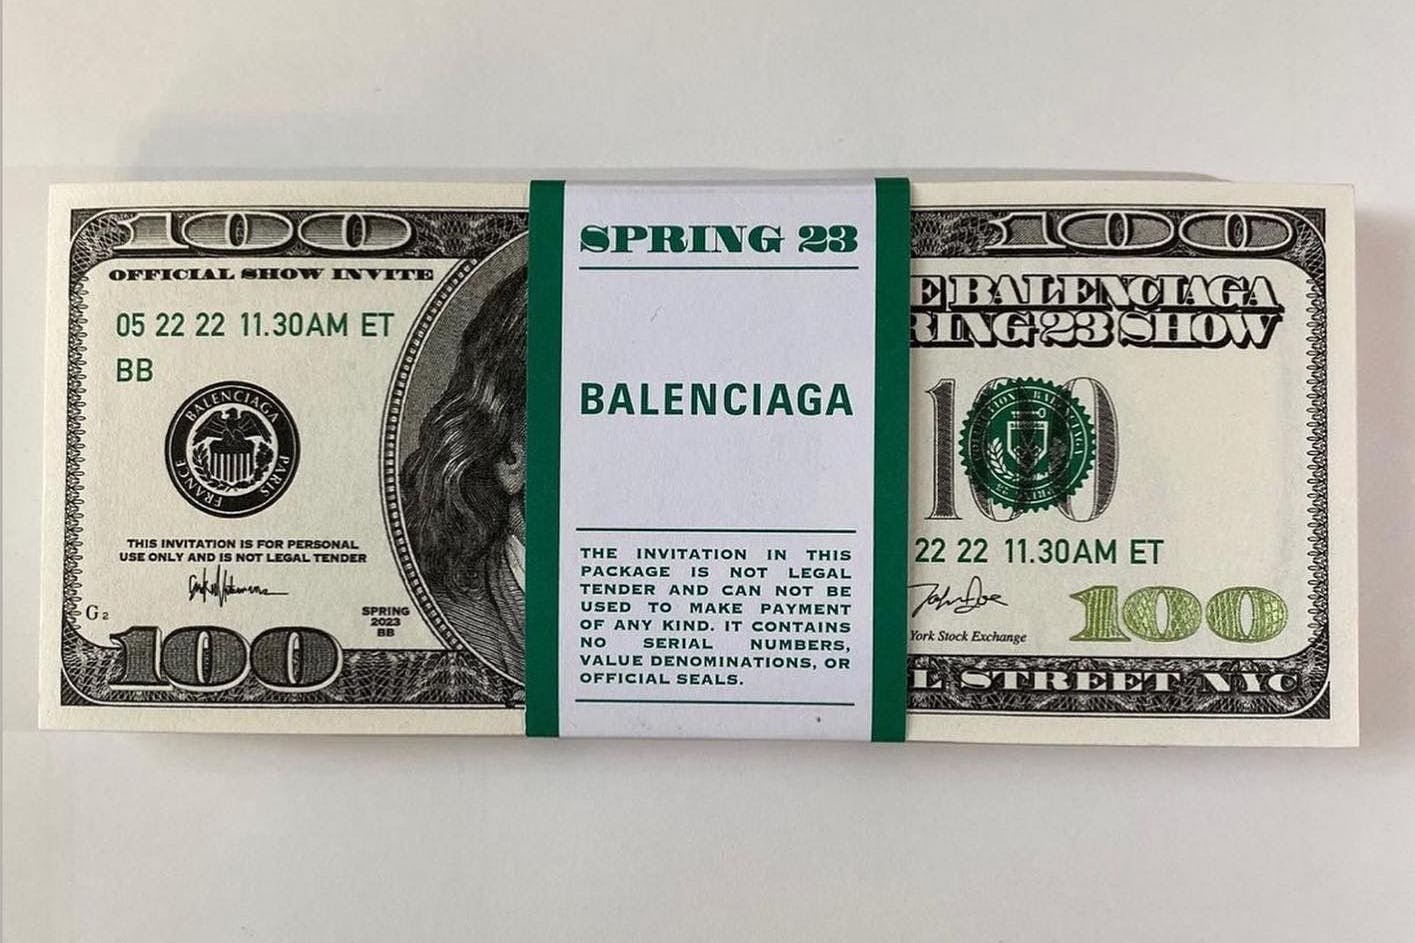 100
OFFICIAL SHOW INVITE
05 22 22 11.30AM ET
BB
BALENCIAGA
PARIS
FRANCE
THIS INVITATION IS FOR PERSONAL
USE ONLY AND IS NOT LEGAL TENDER
G2
SPRING
2023
BB
100
SPRING 23
BALENCIAGA
THE INVITATION IN THIS
PACKAGE IS NOT LEGAL
TENDER AND CAN NOT BE
USED TO MAKE PAYMENT
OF ANY KIND. IT CONTAINS
NO SERIAL NUMBERS,
VALUE DENOMINATIONS, OR
OFFICIAL SEALS.
100
E BALENCIAGA
RING 23 SHOW
100
22 22 11.30AM ET
John Doe
York Stock Exchange
100
L STREET NYC